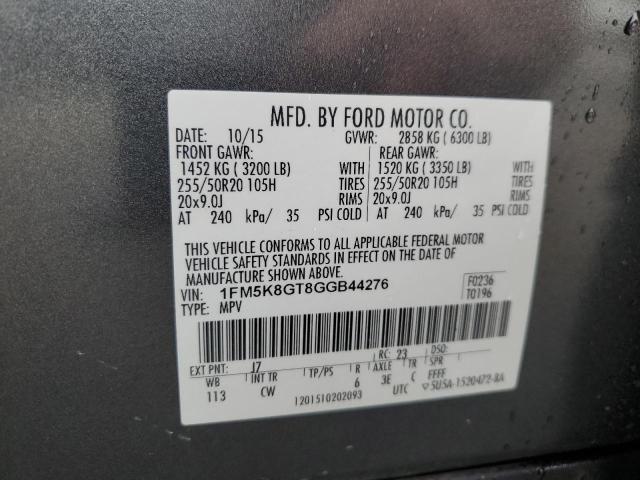 MFD. BY FORD MOTOR CO.
DATE: 10/15 GVWR: 2858 KG ( 6300 LB)
FRONT GAWR: REAR GAWR:
1452 KG ( 3200 LB) WITH 1520 KG ( 3350 LB) WITH
255/50R20 105H TIRES 255/50R20 105H TIRES
20x9.0J RIMS 20x9.0J RIMS
AT 240 kPa/ 35 PSI COLD AT 240 kPa/ 35 PSI COLD
THIS VEHICLE CONFORMS TO ALL APPLICABLE FEDERAL MOTOR
VEHICLE SAFETY STANDARDS IN EFFECT ON THE DATE OF
MANUFACTURE SHOWN ABOVE.
VIN: 1FM5K8GT8GGB44276 F0236
TYPE: MPV T0196
EXT PNT: J7 RC: 23 DSO:
WB INT TR TP/PS R AXLE TR SPR
113 CW 6 3E C FFFF
1201510202093 UTC 5U5A-1520472-BA